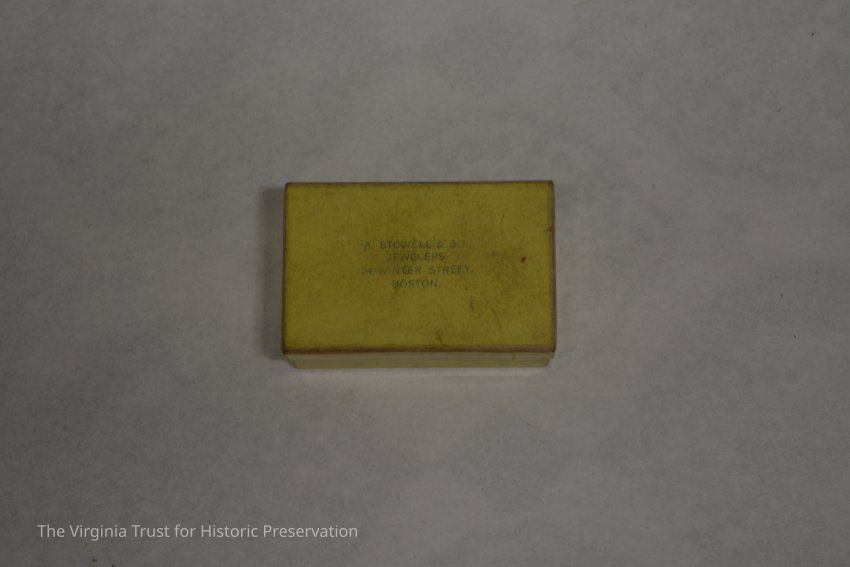 A. STOWELL & CO.,
JEWELERS,
24 WINTER STREET,
BOSTON.
The Virginia Trust for Historic Preservation